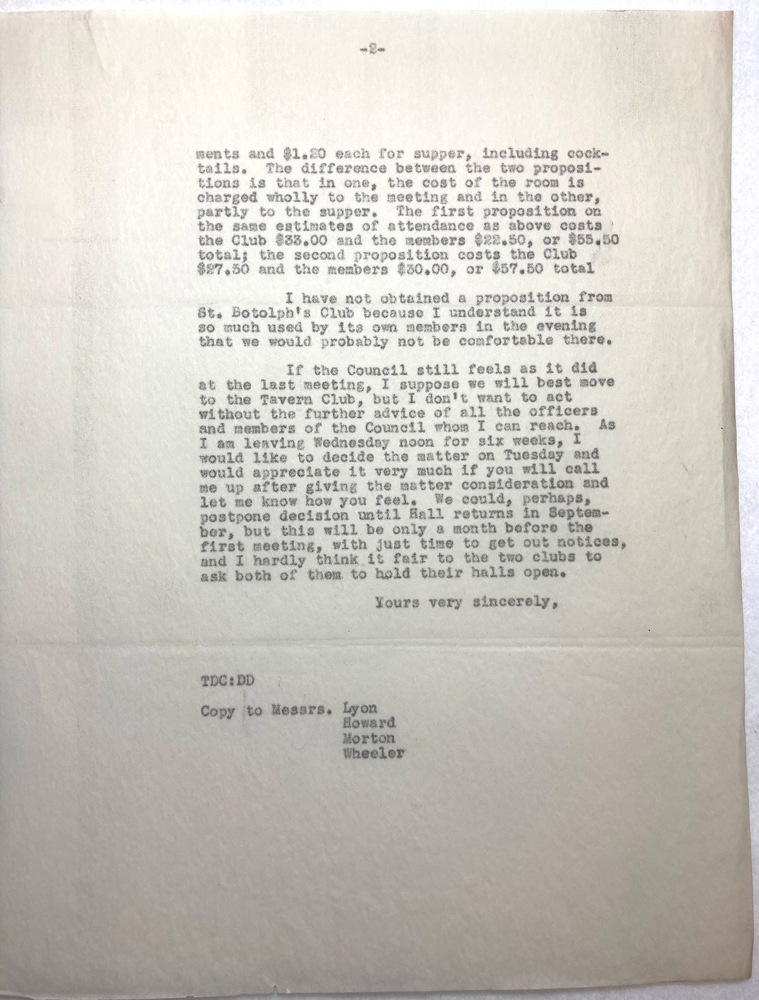 -2-
ments and $1.20 each for supper, including cock-
tails. The difference between the two proposi-
tions is that in one, the cost of the room is
charged wholly to the meeting and in the other,
partly to the supper. The first proposition on
the same estimates of attendance as above costs
the Club $33.00 and the members $22.50, or $55.50
total; the second proposition costs the Club
$27.50 and the members $30.00, or $57.50 total
I have not obtained a proposition from
St. Botolph's Club because I understand it is
so much used by its own members in the evening
that we would probably not be comfortable there.
If the Council still feels as it did
at the last meeting, I suppose we will best move
to the Tavern Club, but I don't want to act
without the further advice of all the officers
and members of the Council whom I can reach. As
I am leaving Wednesday noon for six weeks, I
would like to decide the matter on Tuesday and
would appreciate it very much if you will call
me up after giving the matter consideration and
let me know how you feel. We could, perhaps,
postpone decision until Hall returns in Septem-
ber, but this will be only a month before the
first meeting, with just time to get out notices,
and I hardly think it fair to the two clubs to
ask both of them to hold their halls open.
Yours very sincerely,
TDC:DD
Copy to Messrs. Lyon
Howard
Morton
Wheeler